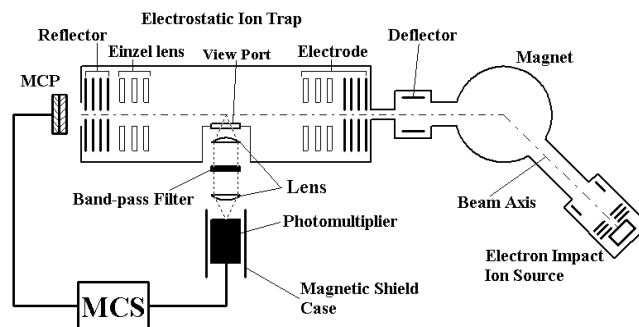 Electrostatic Ion Trap
Reflector
Einzel lens
View Port
Electrode
Deflector
Magnet
MCP
Band-pass Filter
Lens
Beam Axis
Photomultiplier
Electron Impact
Ion Source
Magnetic Shield
Case
MCS